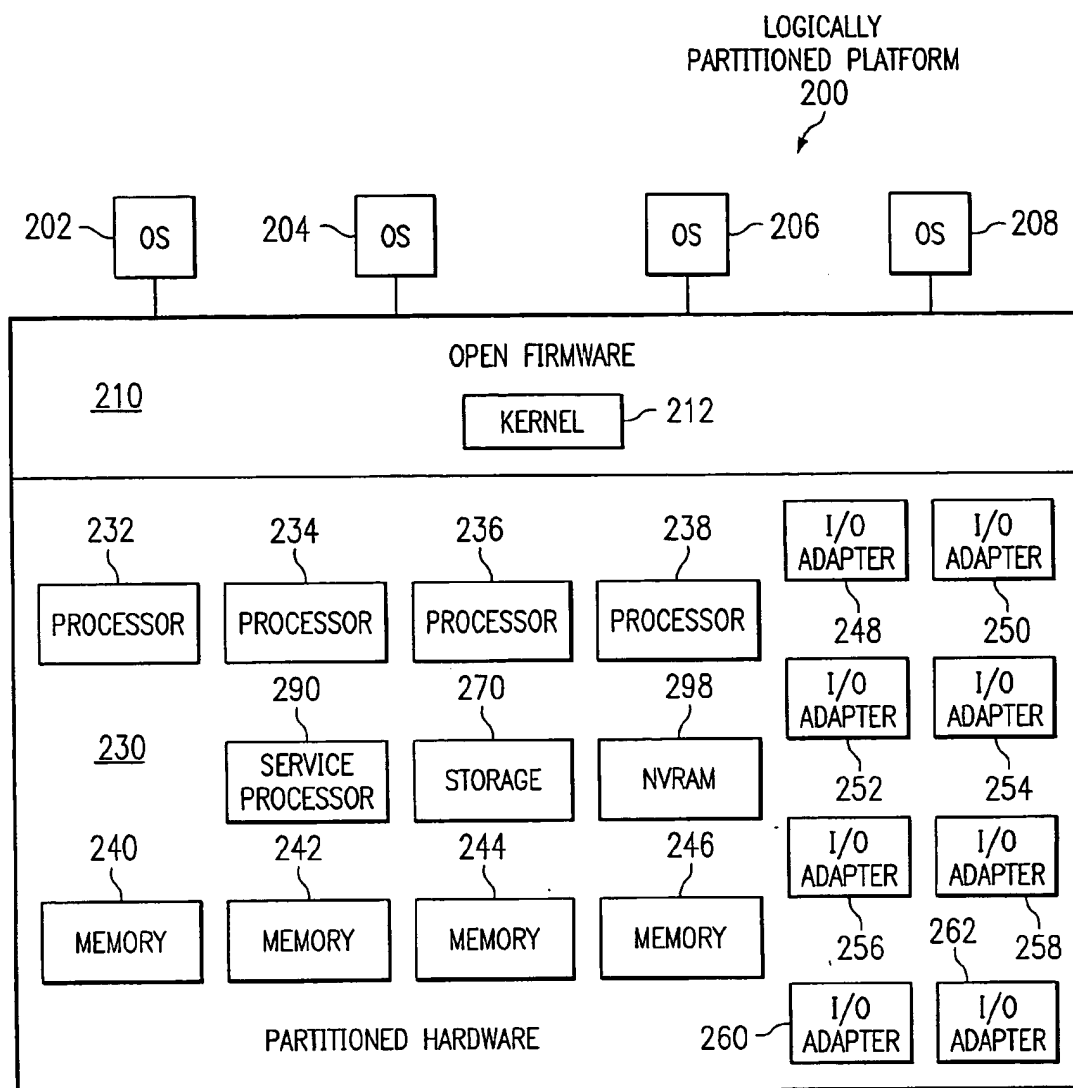 LOGICALLY
PARTITIONED PLATFORM
200
202 OS 204 OS OS 206 OS 208
OPEN FIRMWARE
210
KERNEL 212
232 234 236 238
PROCESSOR PROCESSOR PROCESSOR PROCESSOR
290 270 298
230
SERVICE
PROCESSOR
STORAGE
NVRAM
240 242 244 246
MEMORY MEMORY MEMORY MEMORY
PARTITIONED HARDWARE
I/O
ADAPTER
I/O
ADAPTER
248 250
I/O
ADAPTER
I/O
ADAPTER
252 254
I/O
ADAPTER
I/O
ADAPTER
256 262 258
260
I/O
ADAPTER
I/O
ADAPTER